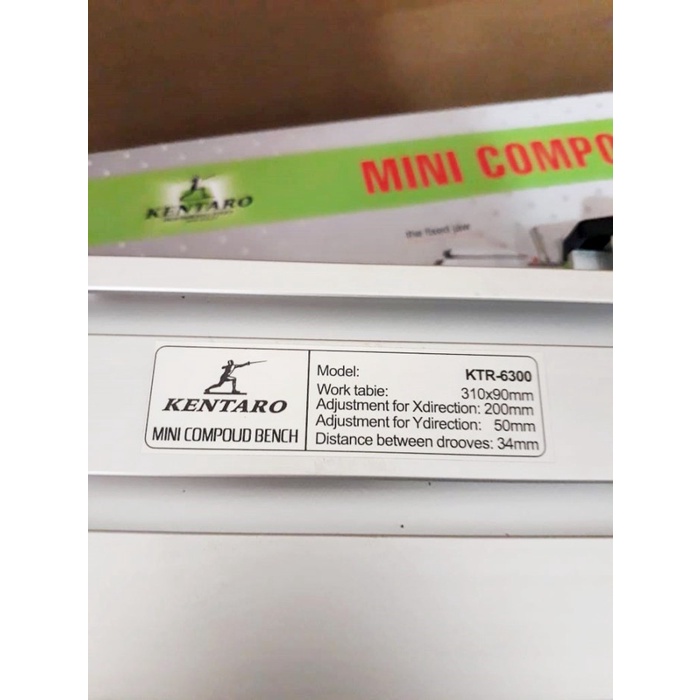 KENTARO
MINI COMPO
the fixed jaw
KENTARO
MINI COMPOUD BENCH
Model: KTR-6300
Work tabie: 310x90mm
Adjustment for Xdirection: 200mm
Adjustment for Ydirection: 50mm
Distance between drooves: 34mm